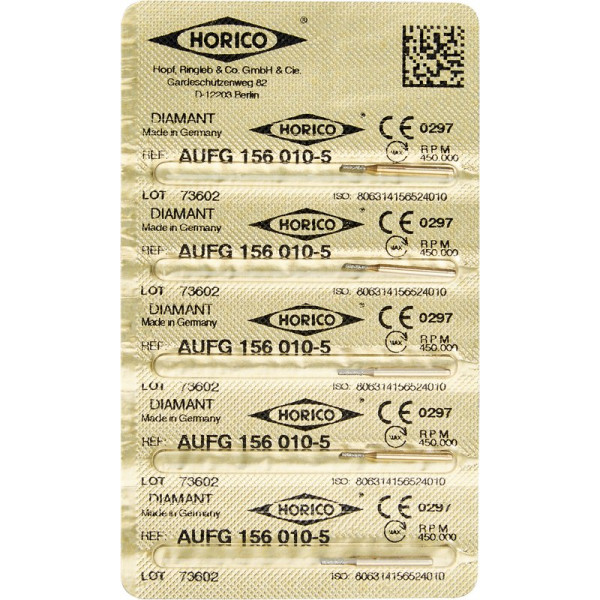 HORICO ®
Hopf, Ringleb & Co. GmbH & Cie.
Gardeschützenweg 82
D-12203 Berlin
DIAMANT
Made in Germany
HORICO ® CE 0297
REF: AUFG 156 010-5 MAX RPM 450.000
LOT 73602 ISO: 806314156524010
DIAMANT
Made in Germany
HORICO ® CE 0297
REF: AUFG 156 010-5 MAX RPM 450.000
LOT 73602 ISO: 806314156524010
DIAMANT
Made in Germany
HORICO ® CE 0297
REF: AUFG 156 010-5 MAX RPM 450.000
LOT 73602 ISO: 806314156524010
DIAMANT
Made in Germany
HORICO ® CE 0297
REF: AUFG 156 010-5 MAX RPM 450.000
LOT 73602 ISO: 806314156524010
DIAMANT
Made in Germany
HORICO ® CE 0297
REF: AUFG 156 010-5 MAX RPM 450.000
LOT 73602 ISO: 806314156524010